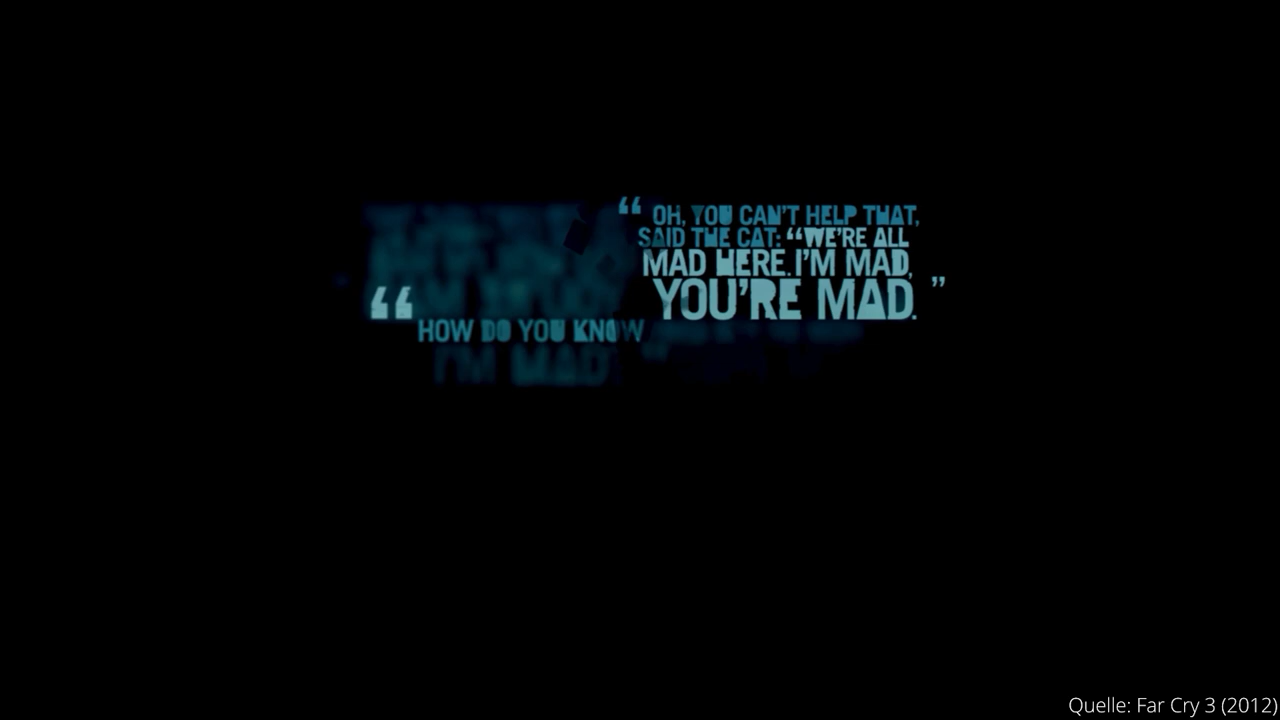 “ OH, YOU CAN'T HELP THAT,
SAID THE CAT: “WE'RE ALL
MAD HERE. I'M MAD,
YOU'RE MAD. ”
“ HOW DO YOU KNOW
I'M MAD?
Quelle: Far Cry 3 (2012)